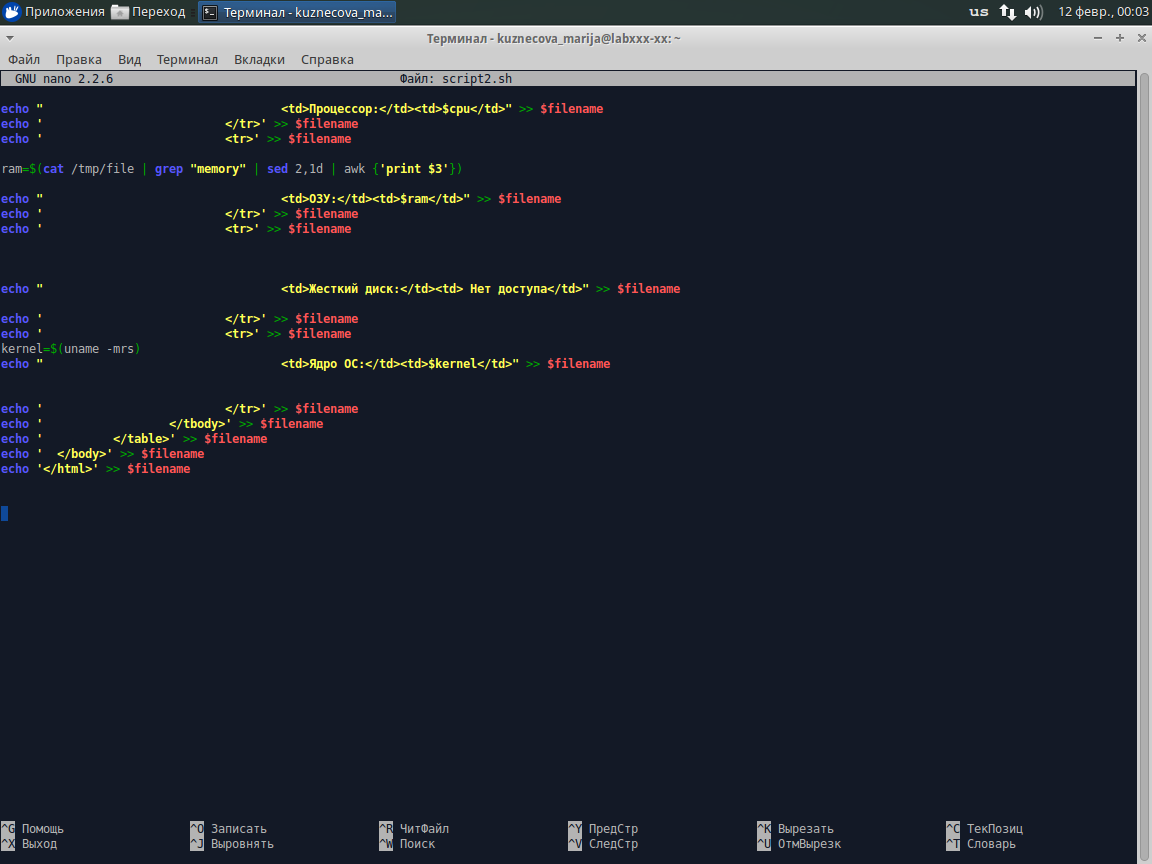 Приложения Переход Терминал - kuznecova_ma... us 12 февр., 00:03
Терминал - kuznecova_marija@labxxx-xx: ~
Файл Правка Вид Терминал Вкладки Справка
GNU nano 2.2.6 Файл: script2.sh
echo "                                  <td>Процессор:</td><td>$cpu</td>" >> $filename
echo '                          </tr>' >> $filename
echo '                          <tr>' >> $filename
ram=$(cat /tmp/file | grep "memory" | sed 2,1d | awk {'print $3'})
echo "                                  <td>ОЗУ:</td><td>$ram</td>" >> $filename
echo '                          </tr>' >> $filename
echo '                          <tr>' >> $filename
echo "                                  <td>Жесткий диск:</td><td> Нет доступа</td>" >> $filename
echo '                          </tr>' >> $filename
echo '                          <tr>' >> $filename
kernel=$(uname -mrs)
echo "                                  <td>Ядро ОС:</td><td>$kernel</td>" >> $filename
echo '                          </tr>' >> $filename
echo '                  </tbody>' >> $filename
echo '          </table>' >> $filename
echo '  </body>' >> $filename
echo '</html>' >> $filename
^G Помощь ^O Записать ^R ЧитФайл ^Y ПредСтр ^K Вырезать ^C ТекПозиц
^X Выход ^J Выровнять ^W Поиск ^V СледСтр ^U ОтмВырезк ^T Словарь